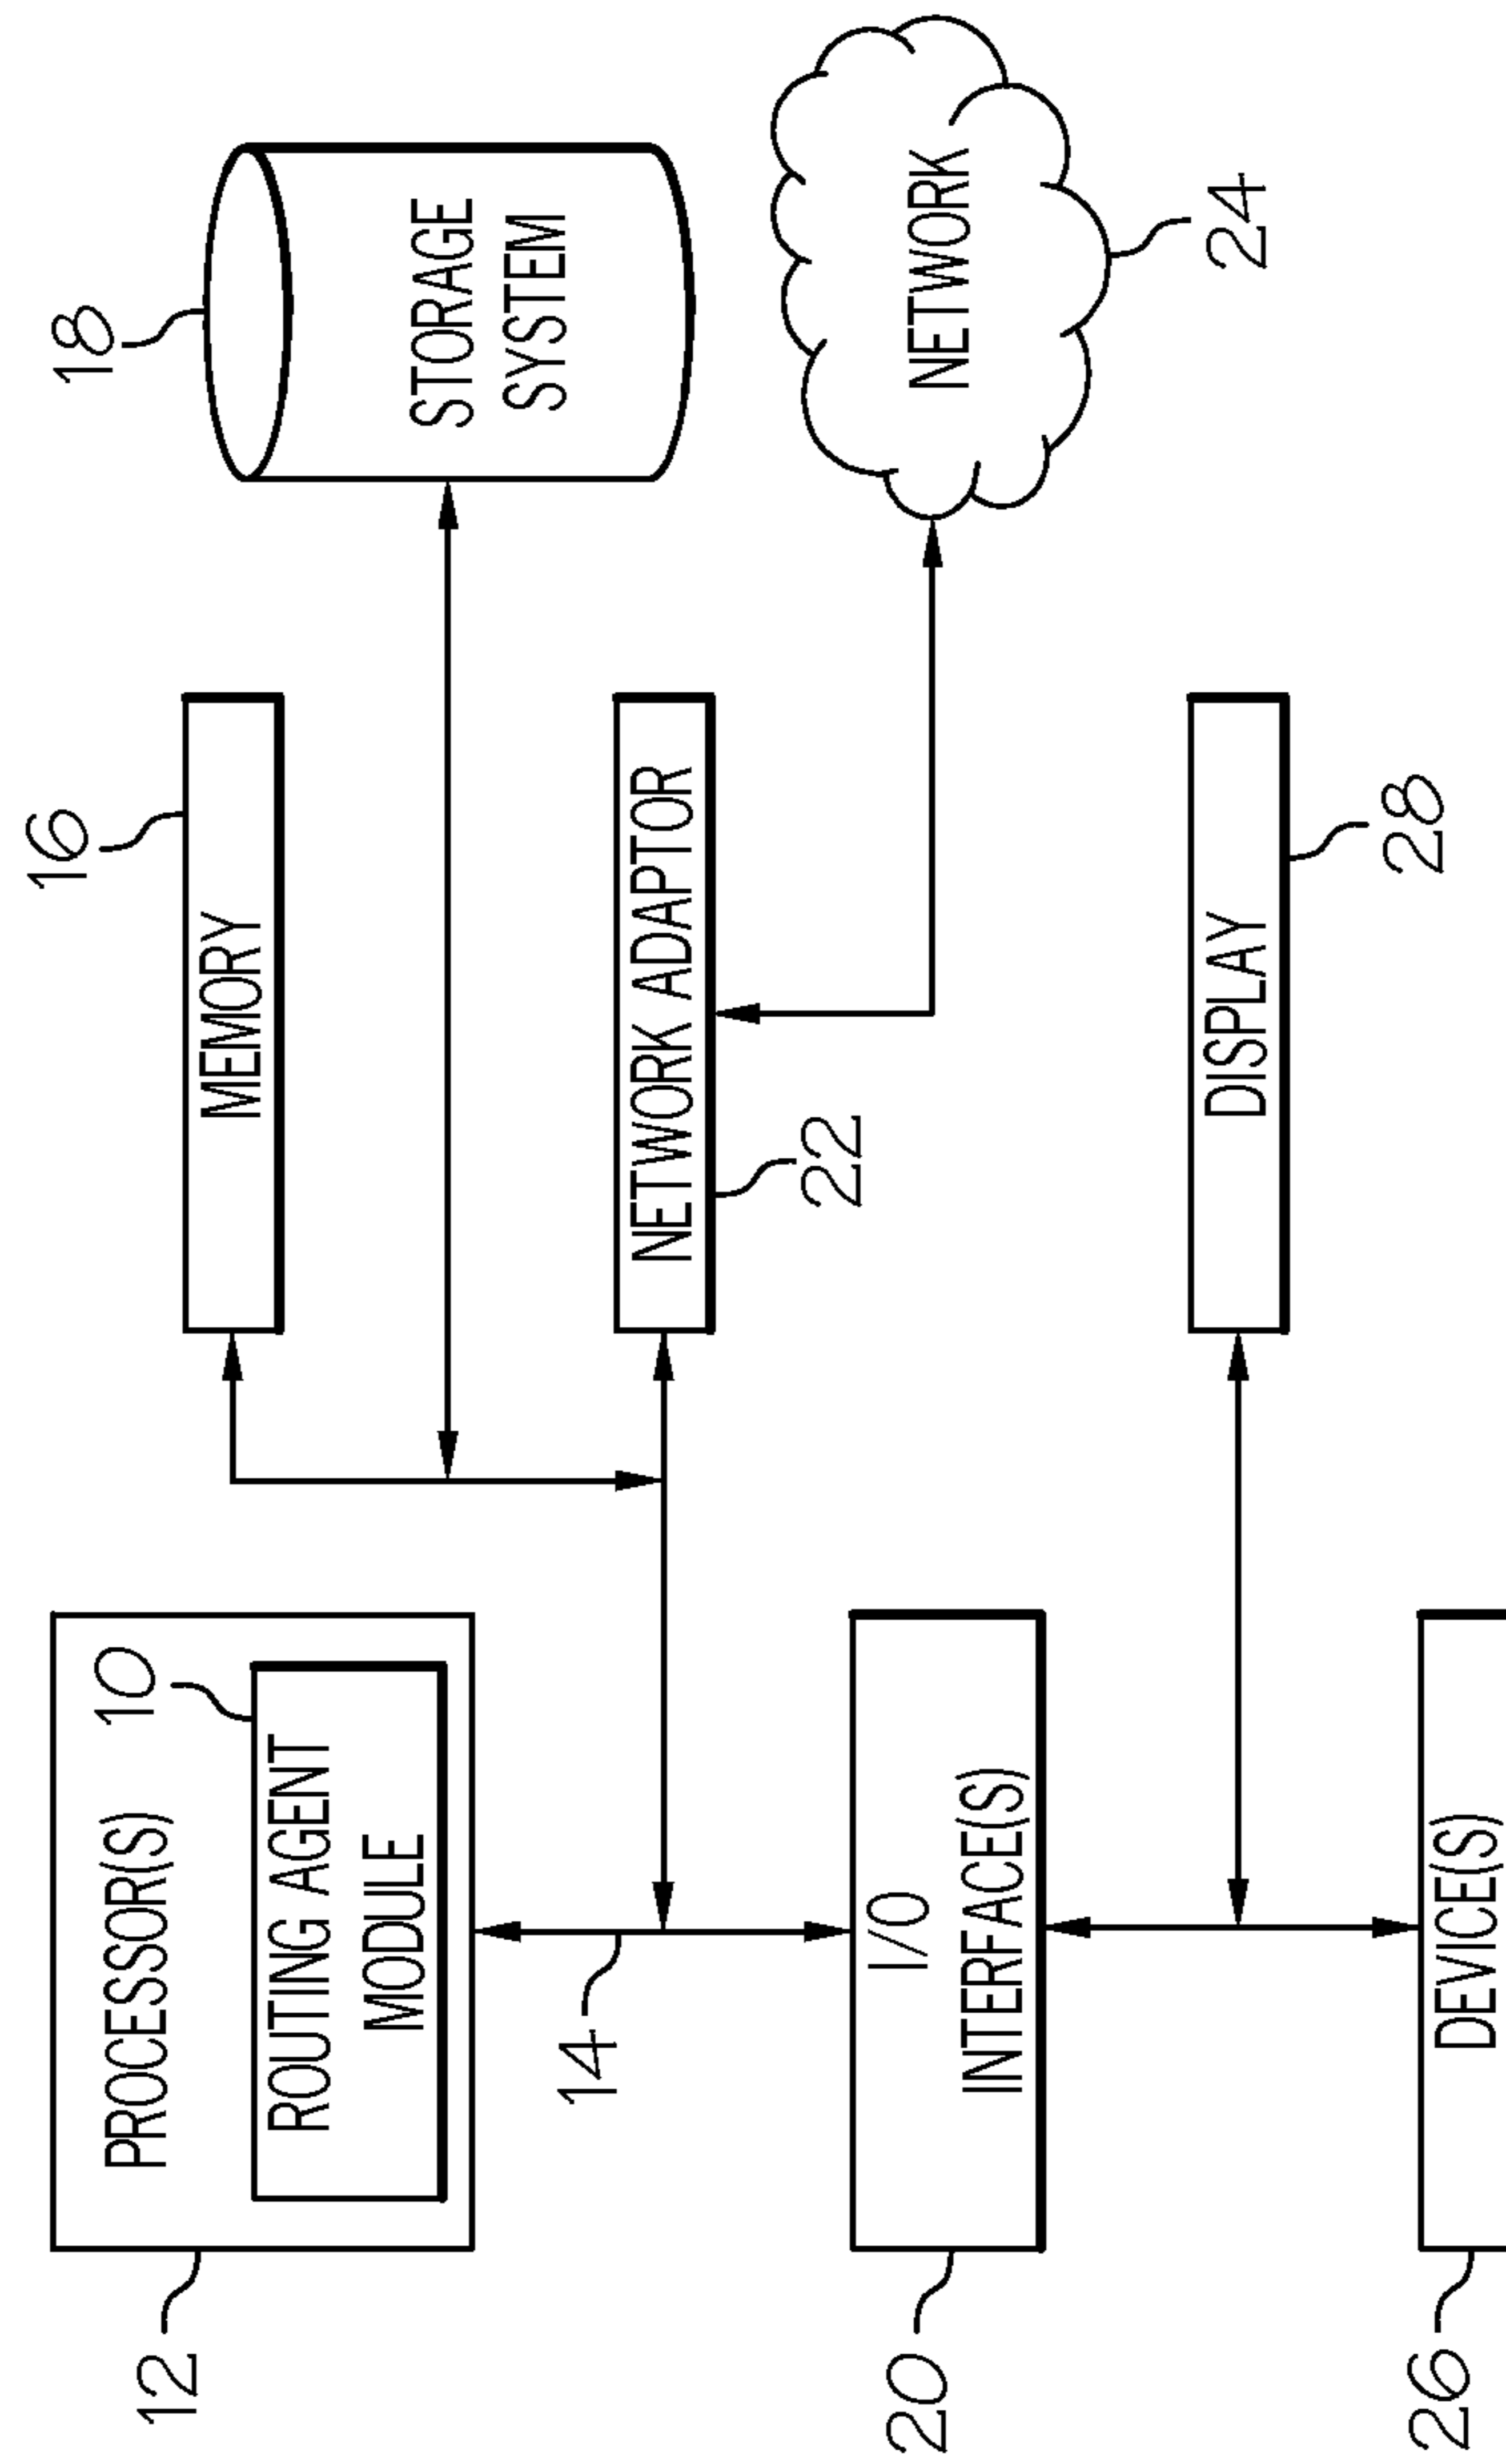 12
PROCESSOR(S)
10
ROUTING AGENT
MODULE
16
MEMORY
18
STORAGE
SYSTEM
14
NETWORK ADAPTOR
22
NETWORK
24
20
I/O
INTERFACE(S)
DISPLAY
28
26
DEVICE(S)